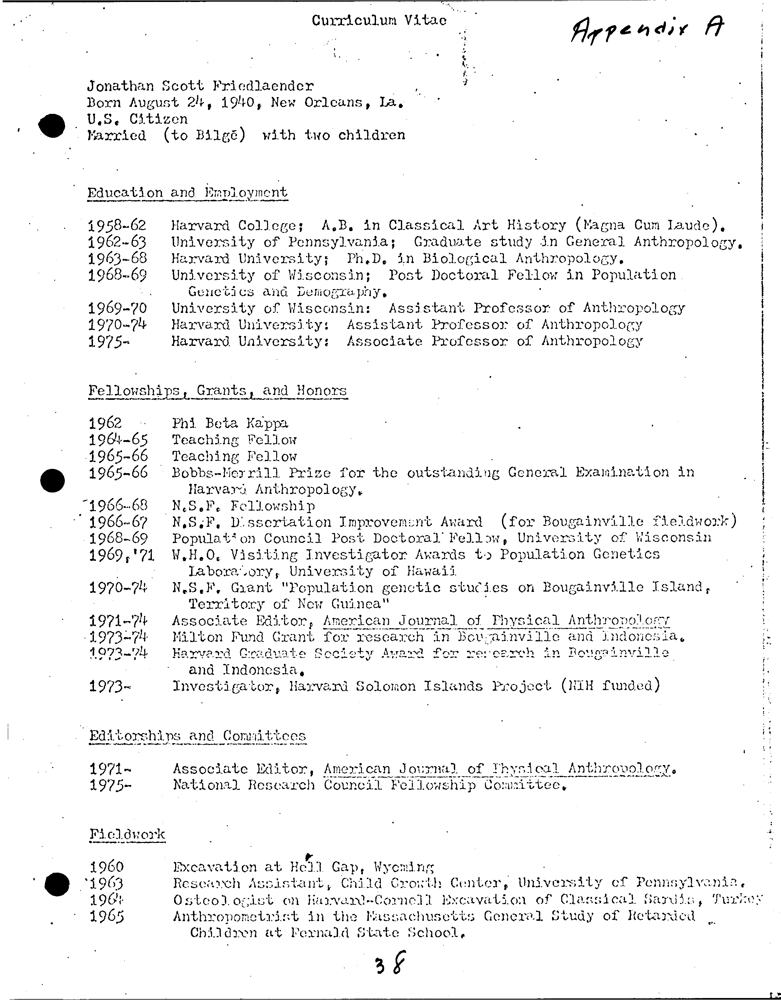 Curriculum Vitae
Appendix A
Jonathan Scott Friedlaender
Born August 24, 1940, New Orleans, La.
U.S. Citizen
Married (to Bilgé) with two children
Education and Employment
1958-62 Harvard College; A.B. in Classical Art History (Magna Cum Laude).
1962-63 University of Pennsylvania; Graduate study in General Anthropology.
1963-68 Harvard University; Ph.D. in Biological Anthropology.
1968-69 University of Wisconsin; Post Doctoral Fellow in Population
Genetics and Demography.
1969-70 University of Wisconsin: Assistant Professor of Anthropology
1970-74 Harvard University: Assistant Professor of Anthropology
1975- Harvard University: Associate Professor of Anthropology
Fellowships, Grants, and Honors
1962 Phi Beta Kappa
1964-65 Teaching Fellow
1965-66 Teaching Fellow
1965-66 Bobbs-Merrill Prize for the outstanding General Examination in
Harvard Anthropology.
1966-68 N.S.F. Fellowship
1966-67 N.S.F. Dissertation Improvement Award (for Bougainville fieldwork)
1968-69 Population Council Post Doctoral Fellow, University of Wisconsin
1969,'71 W.H.O. Visiting Investigator Awards to Population Genetics
Laboratory, University of Hawaii
1970-74 N.S.F. Grant "Population genetic studies on Bougainville Island,
Territory of New Guinea"
1971-74 Associate Editor, American Journal of Physical Anthropology
1973-74 Milton Fund Grant for research in Bougainville and Indonesia.
1973-74 Harvard Graduate Society Award for research in Bougainville
and Indonesia.
1973- Investigator, Harvard Solomon Islands Project (NIH funded)
Editorships and Committees
1971- Associate Editor, American Journal of Physical Anthropology.
1975- National Research Council Fellowship Committee.
Fieldwork
1960 Excavation at Hell Gap, Wyoming
1963 Research Assistant, Child Growth Center, University of Pennsylvania.
1964 Osteologist on Harvard-Cornell Excavation of Classical Sardis, Turkey
1965 Anthropometrist in the Massachusetts General Study of Retarded
Children at Fernald State School.
38